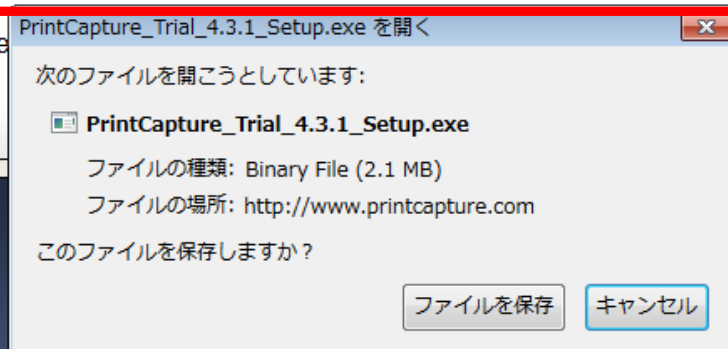 PrintCapture_Trial_4.3.1_Setup.exe を開く
次のファイルを開こうとしています:
PrintCapture_Trial_4.3.1_Setup.exe
ファイルの種類: Binary File (2.1 MB)
ファイルの場所: http://www.printcapture.com
このファイルを保存しますか?
ファイルを保存 キャンセル